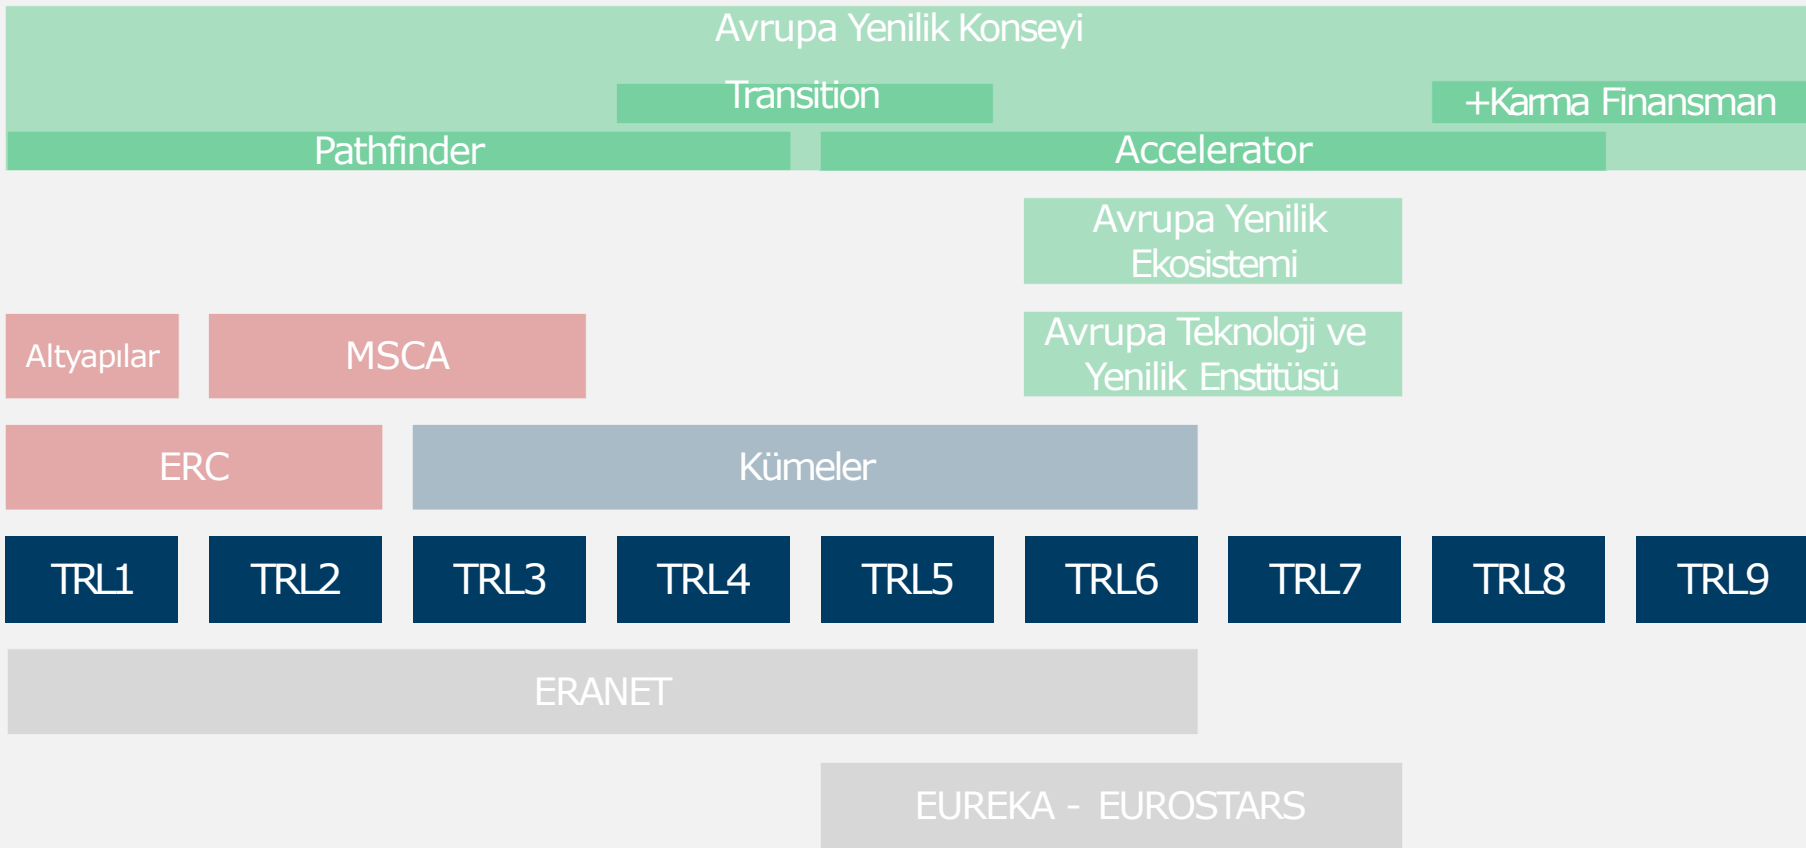 Avrupa Yenilik Konseyi
Transition
+Karma Finansman
Pathfinder
Accelerator
Avrupa Yenilik
Ekosistemi
Altyapılar
MSCA
Avrupa Teknoloji ve
Yenilik Enstitüsü
ERC
Kümeler
TRL1
TRL2
TRL3
TRL4
TRL5
TRL6
TRL7
TRL8
TRL9
ERANET
EUREKA - EUROSTARS